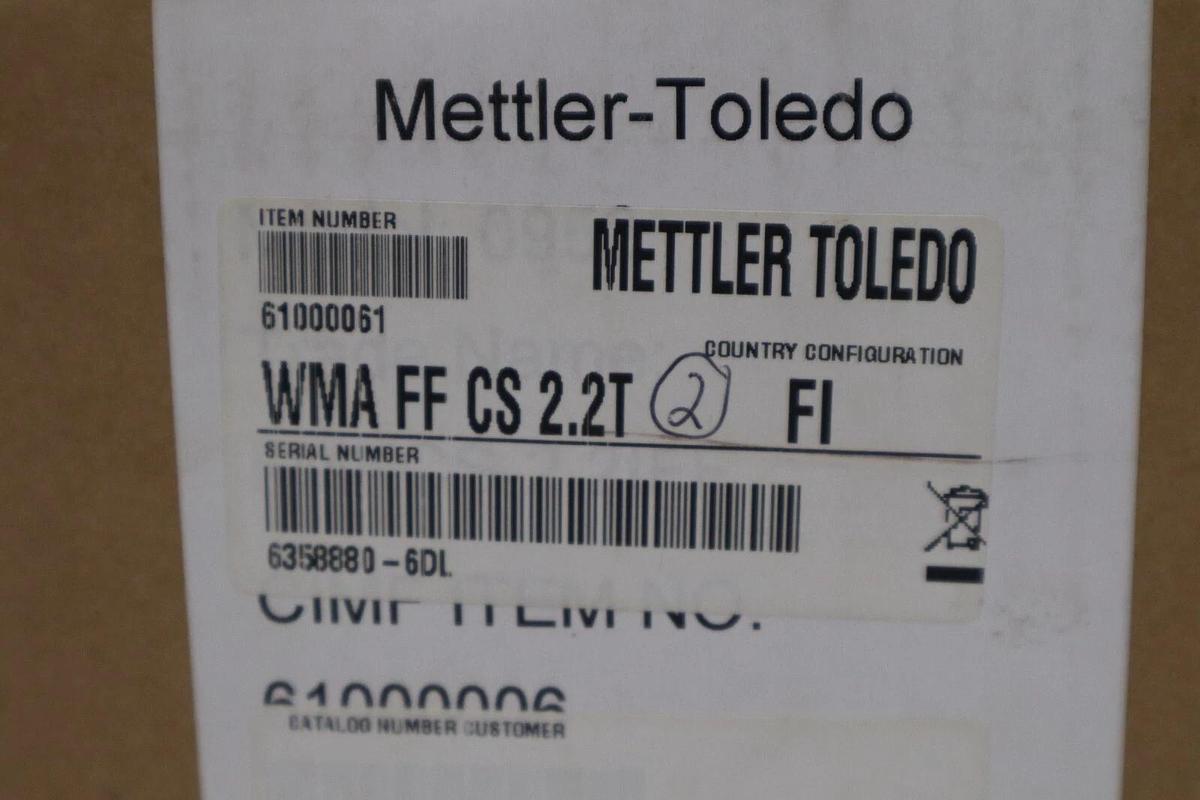 Mettler-Toledo
ITEM NUMBER
METTLER TOLEDO
61000061
COUNTRY CONFIGURATION
WMA FF CS 2.2T 2 FI
SERIAL NUMBER
6358880-6DL
ITEM NO.
61000006
CATALOG NUMBER CUSTOMER